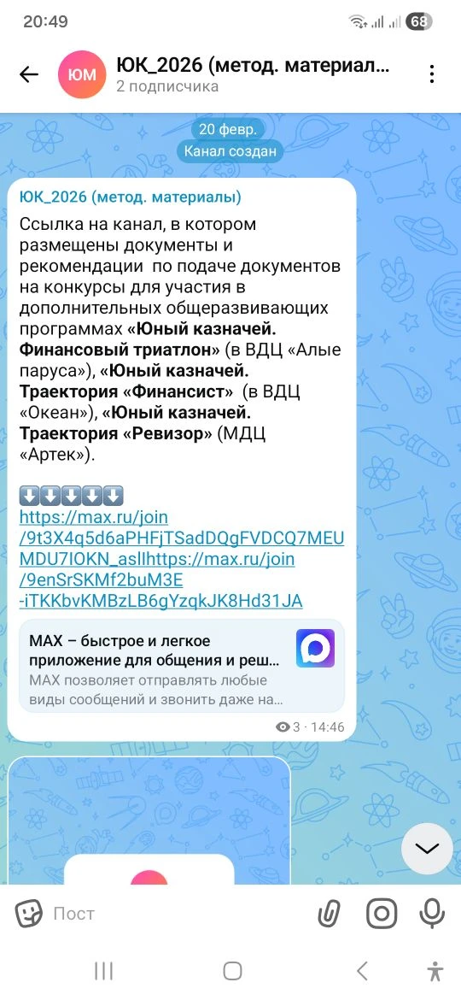 20:49
68
ЮМ
ЮК_2026 (метод. материал...
2 подписчика
20 февр.
Канал создан
ЮК_2026 (метод. материалы)
Ссылка на канал, в котором
размещены документы и
рекомендации по подаче документов
на конкурсы для участия в
дополнительных общеразвивающих
программах «Юный казначей.
Финансовый триатлон» (в ВДЦ «Алые
паруса»), «Юный казначей.
Траектория «Финансист» (в ВДЦ
«Океан»), «Юный казначей.
Траектория «Ревизор» (МДЦ
«Артек»).
https://max.ru/join
/9t3X4q5d6aPHFjTSadDQgFVDCQ7MEU
MDU7IOKN_asllhttps://max.ru/join
/9enSrSKMf2buM3E
-iTKKbvKMBzLB6gYzqkJK8Hd31JA
MAX – быстрое и легкое
приложение для общения и реш...
MAX позволяет отправлять любые
виды сообщений и звонить даже на...
3 · 14:46
Пост